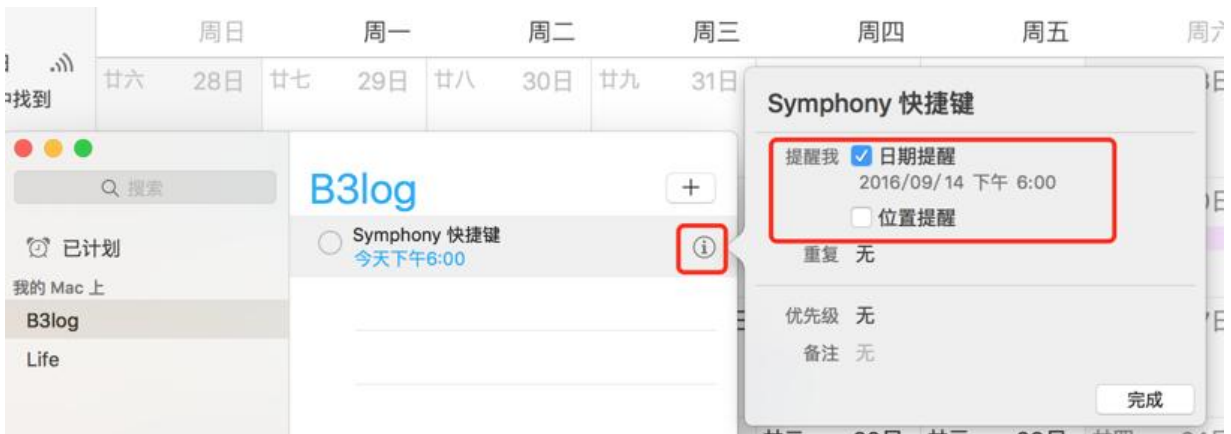 周日 周一 周二 周三 周四 周五
廿六 28日 廿七 29日 廿八 30日 廿九 31日
找到
Symphony 快捷键
提醒我 日期提醒
2016/09/14 下午 6:00
位置提醒
重复 无
优先级 无
备注 无
完成
搜索
已计划
我的 Mac 上
B3log
Life
B3log
+
Symphony 快捷键
今天下午6:00